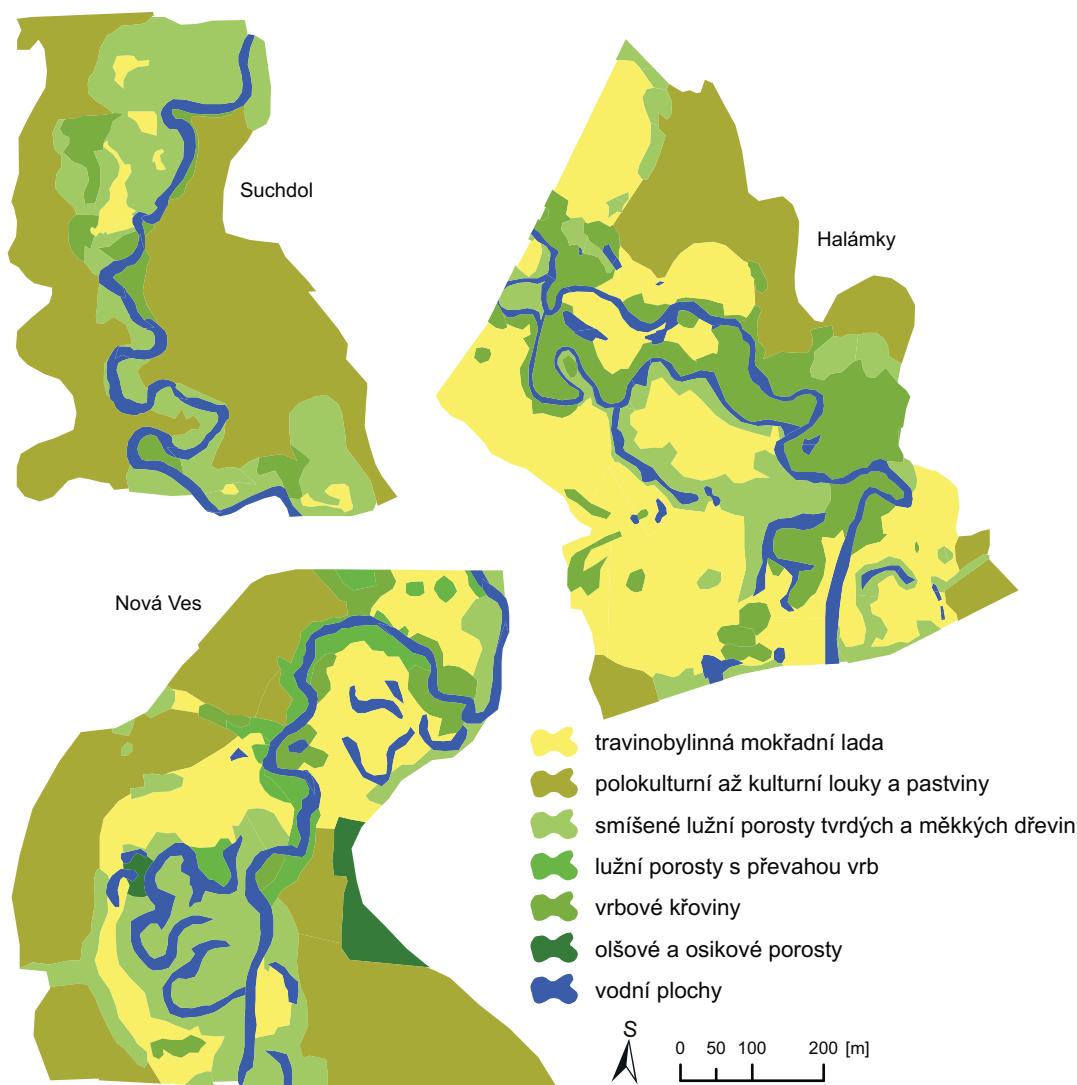 Suchdol
Halámky
Nová Ves
travinobylinná mokřadní lada
polokulturní až kulturní louky a pastviny
smíšené lužní porosty tvrdých a měkkých dřevin
lužní porosty s převahou vrb
vrbové křoviny
olšové a osikové porosty
vodní plochy
S
0 50 100 200 [m]